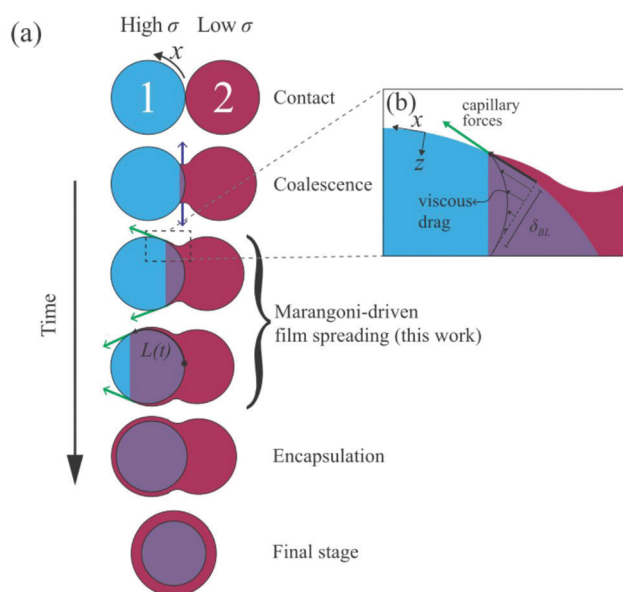 (a)
High σ Low σ
x
1 2
Contact
(b)
capillary
forces
x
z
viscous
drag
δBL
Coalescence
Time
Marangoni-driven
film spreading (this work)
L(t)
Encapsulation
Final stage